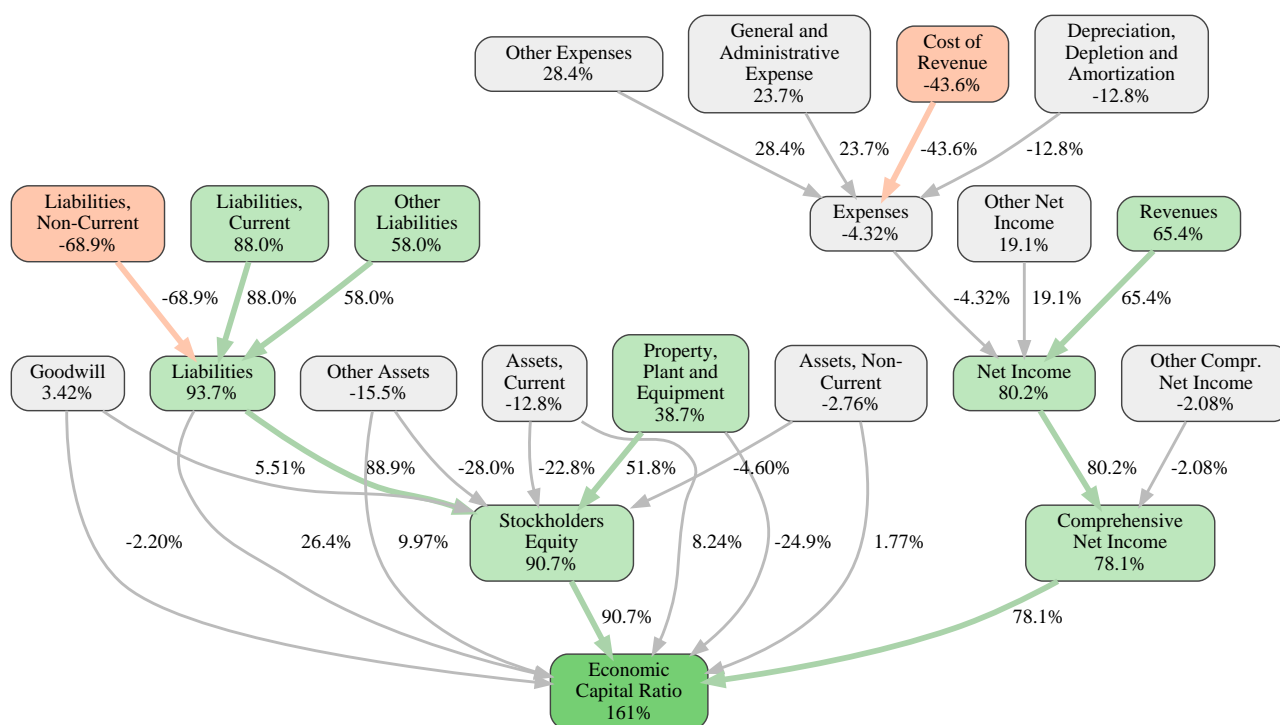 Other Expenses
28.4%
General and
Administrative
Expense
23.7%
Cost of
Revenue
-43.6%
Depreciation,
Depletion and
Amortization
-12.8%
28.4%
23.7%
-43.6%
-12.8%
Liabilities,
Non-Current
-68.9%
Liabilities,
Current
88.0%
Other
Liabilities
58.0%
Expenses
-4.32%
Other Net
Income
19.1%
Revenues
65.4%
-68.9%
88.0%
58.0%
-4.32%
19.1%
65.4%
Goodwill
3.42%
Liabilities
93.7%
Other Assets
-15.5%
Assets,
Current
-12.8%
Property,
Plant and
Equipment
38.7%
Assets, Non-
Current
-2.76%
Net Income
80.2%
Other Compr.
Net Income
-2.08%
5.51%
88.9%
-28.0%
-22.8%
51.8%
-4.60%
80.2%
-2.08%
-2.20%
26.4%
9.97%
Stockholders
Equity
90.7%
8.24%
-24.9%
1.77%
Comprehensive
Net Income
78.1%
90.7%
78.1%
Economic
Capital Ratio
161%